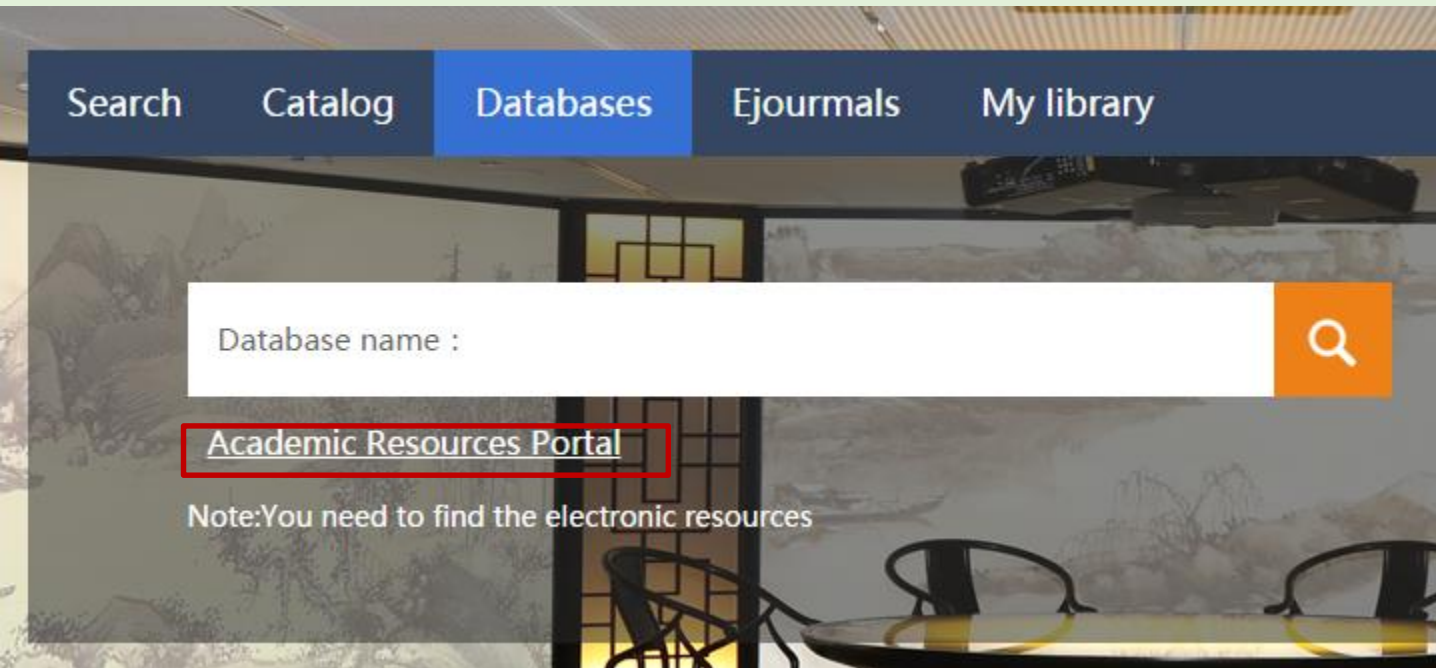 Search Catalog Databases Ejourmals My library
Database name :
Academic Resources Portal
Note:You need to find the electronic resources